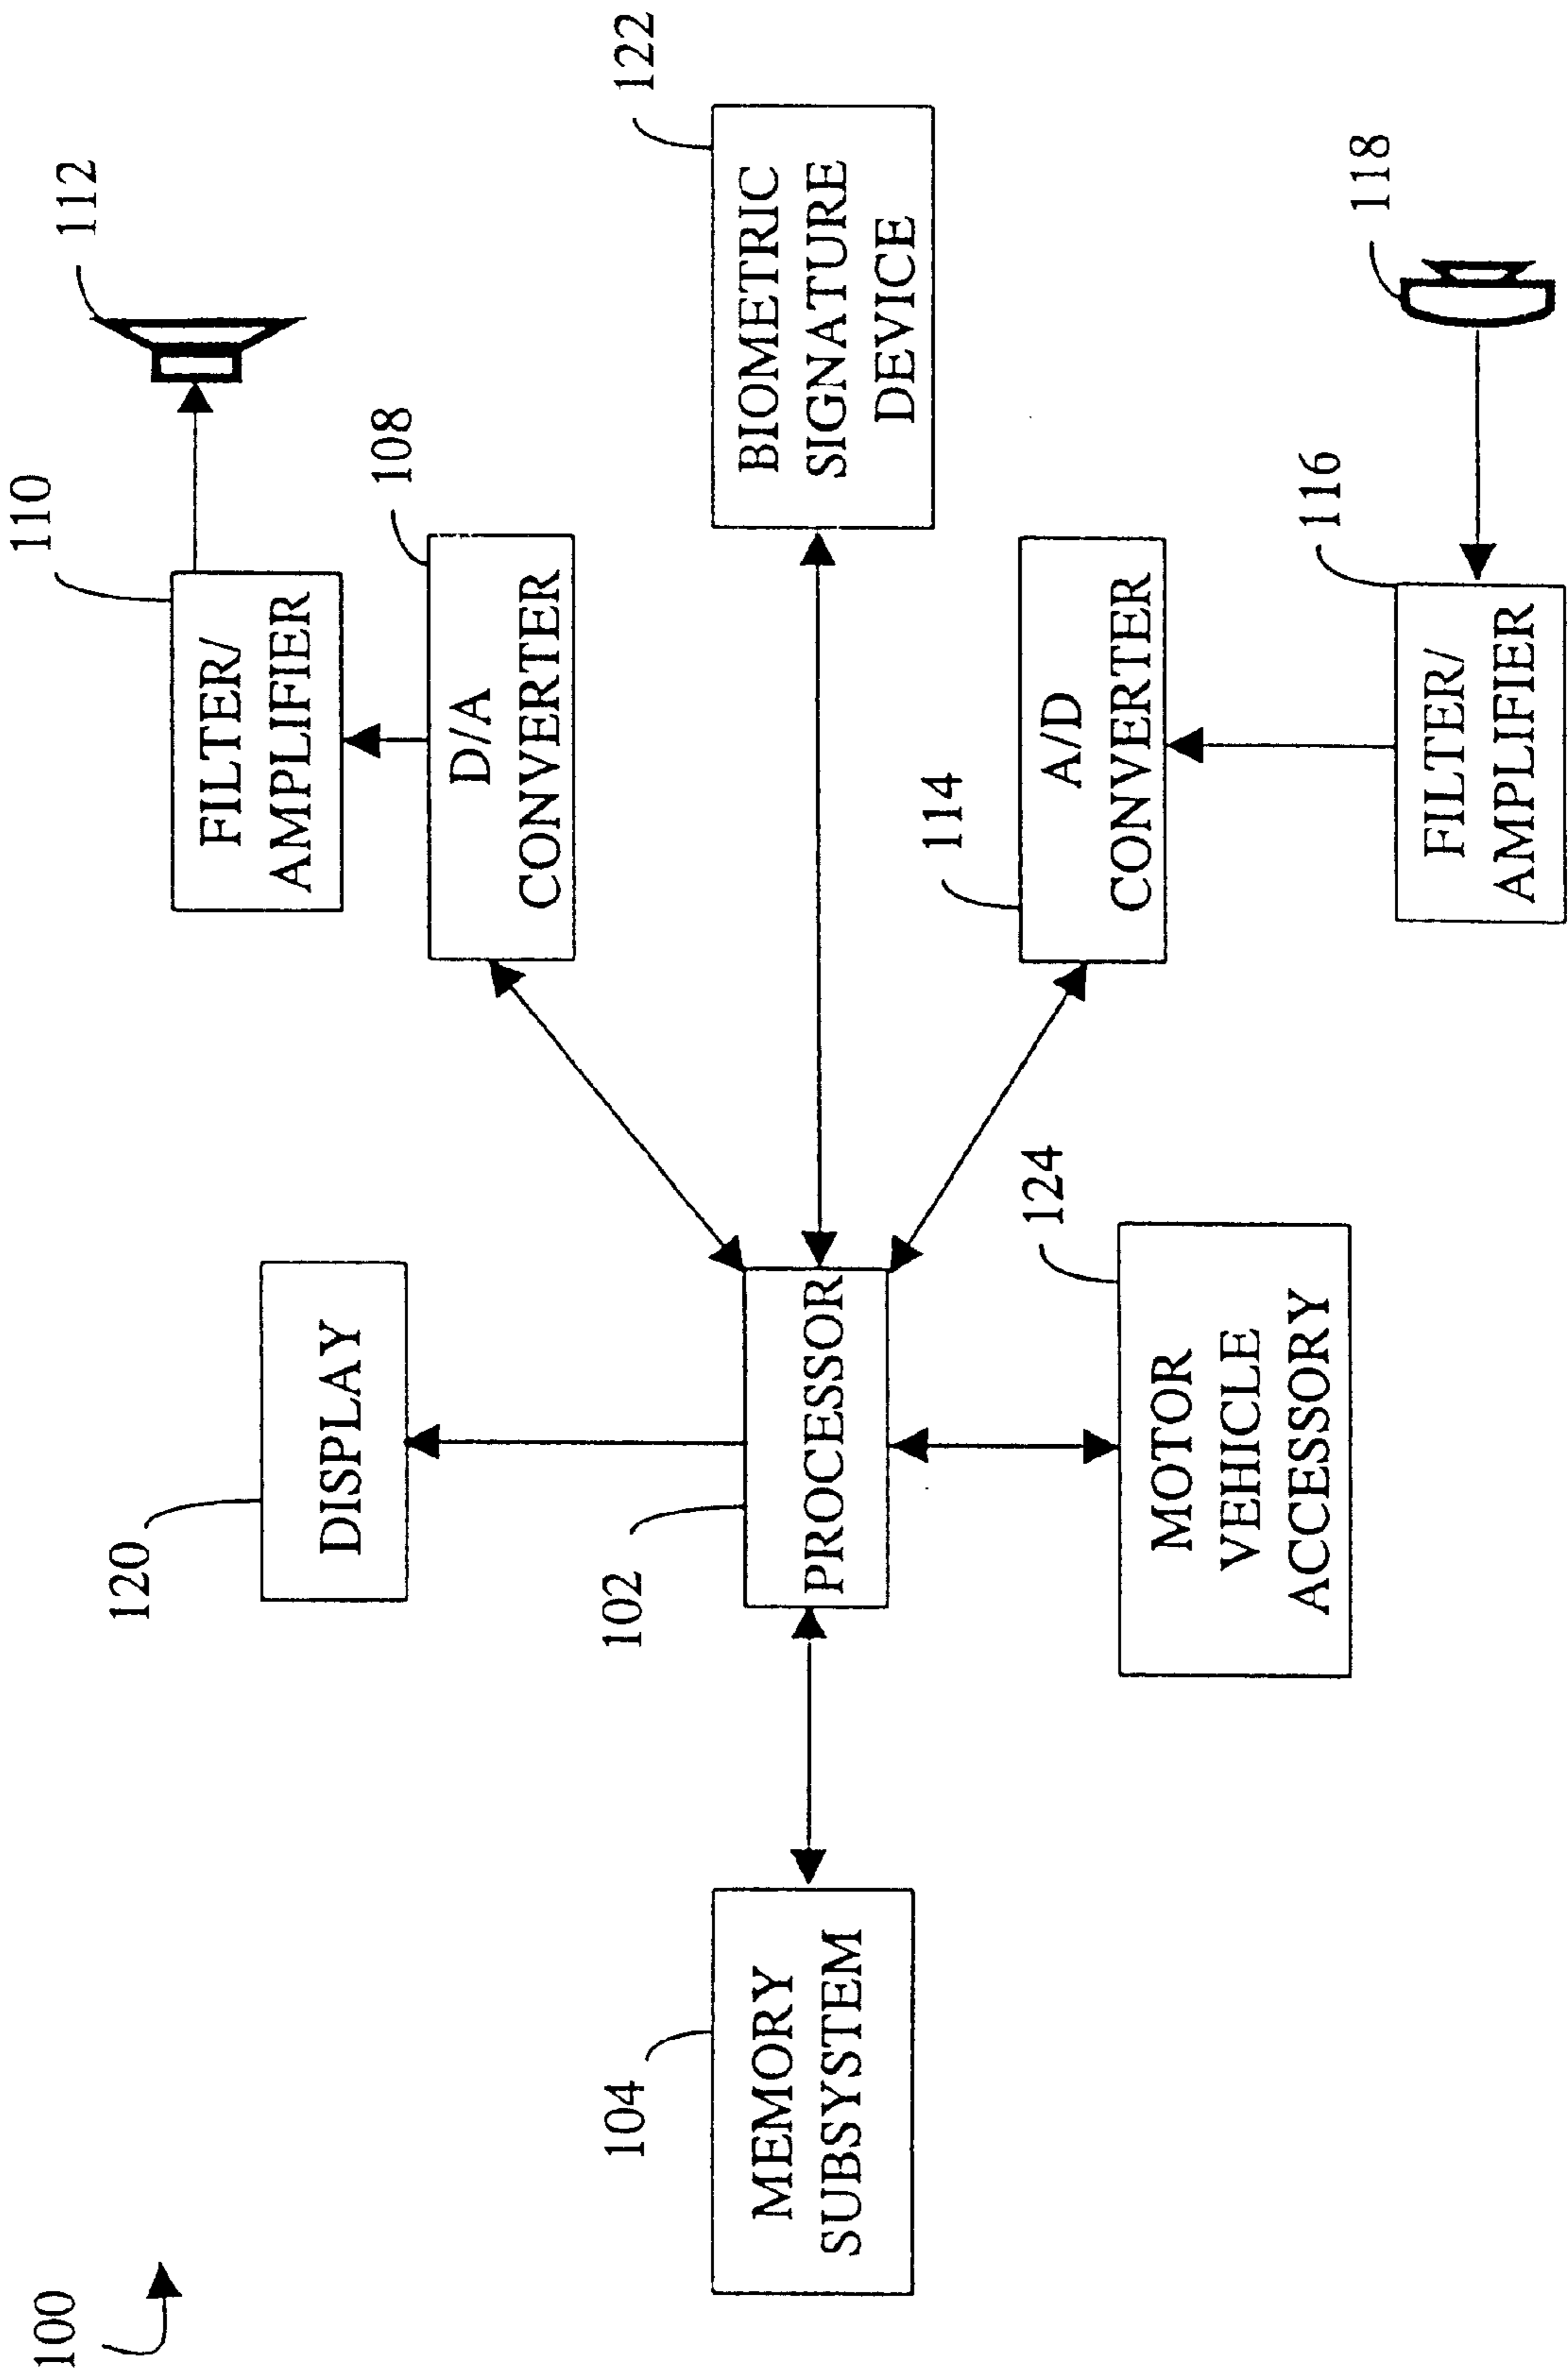 100
112
110
FILTER/
AMPLIFIER
108
D/A
CONVERTER
120
DISPLAY
122
BIOMETRIC
SIGNATURE
DEVICE
102
PROCESSOR
104
MEMORY
SUBSYSTEM
114
A/D
CONVERTER
124
MOTOR
VEHICLE
ACCESSORY
118
116
FILTER/
AMPLIFIER